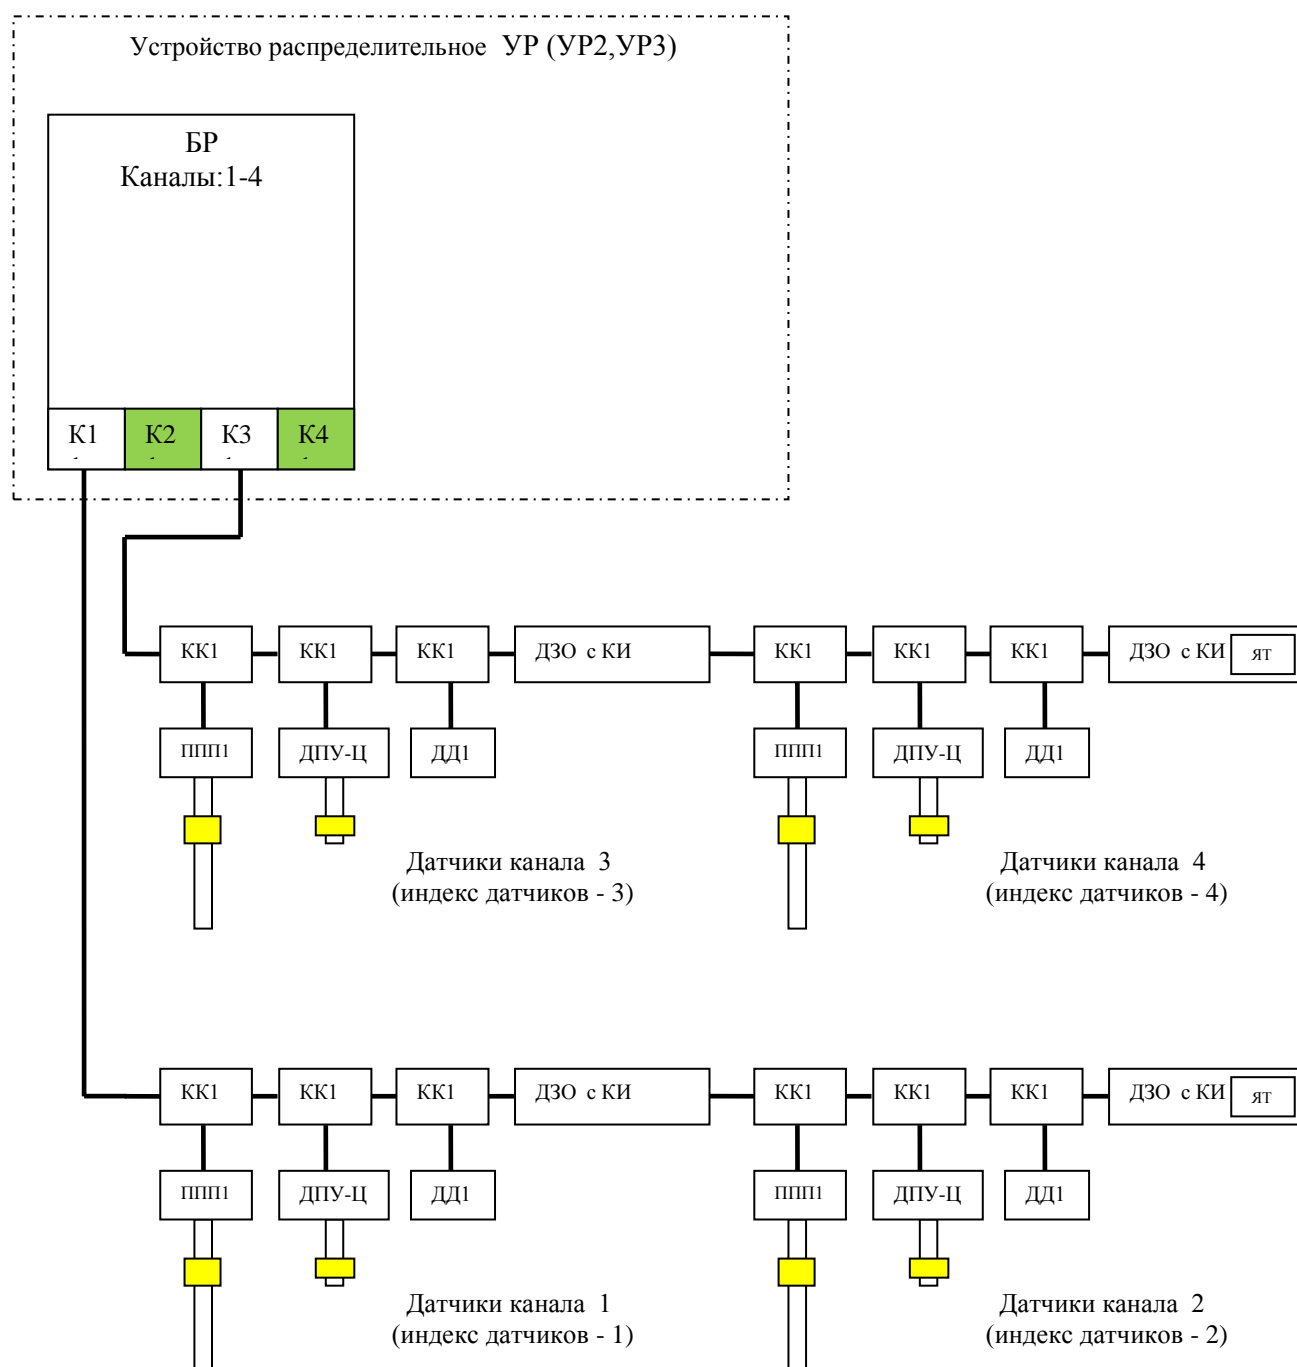 Устройство распределительное УР (УР2,УР3)
БР
Каналы:1-4
К1 К2 К3 К4
КК1 КК1 КК1 ДЗО с КИ КК1 КК1 КК1 ДЗО с КИ ЯТ
ППП1 ДПУ-Ц ДД1 ППП1 ДПУ-Ц ДД1
Датчики канала 3
(индекс датчиков - 3)
Датчики канала 4
(индекс датчиков - 4)
КК1 КК1 КК1 ДЗО с КИ КК1 КК1 КК1 ДЗО с КИ ЯТ
ППП1 ДПУ-Ц ДД1 ППП1 ДПУ-Ц ДД1
Датчики канала 1
(индекс датчиков - 1)
Датчики канала 2
(индекс датчиков - 2)